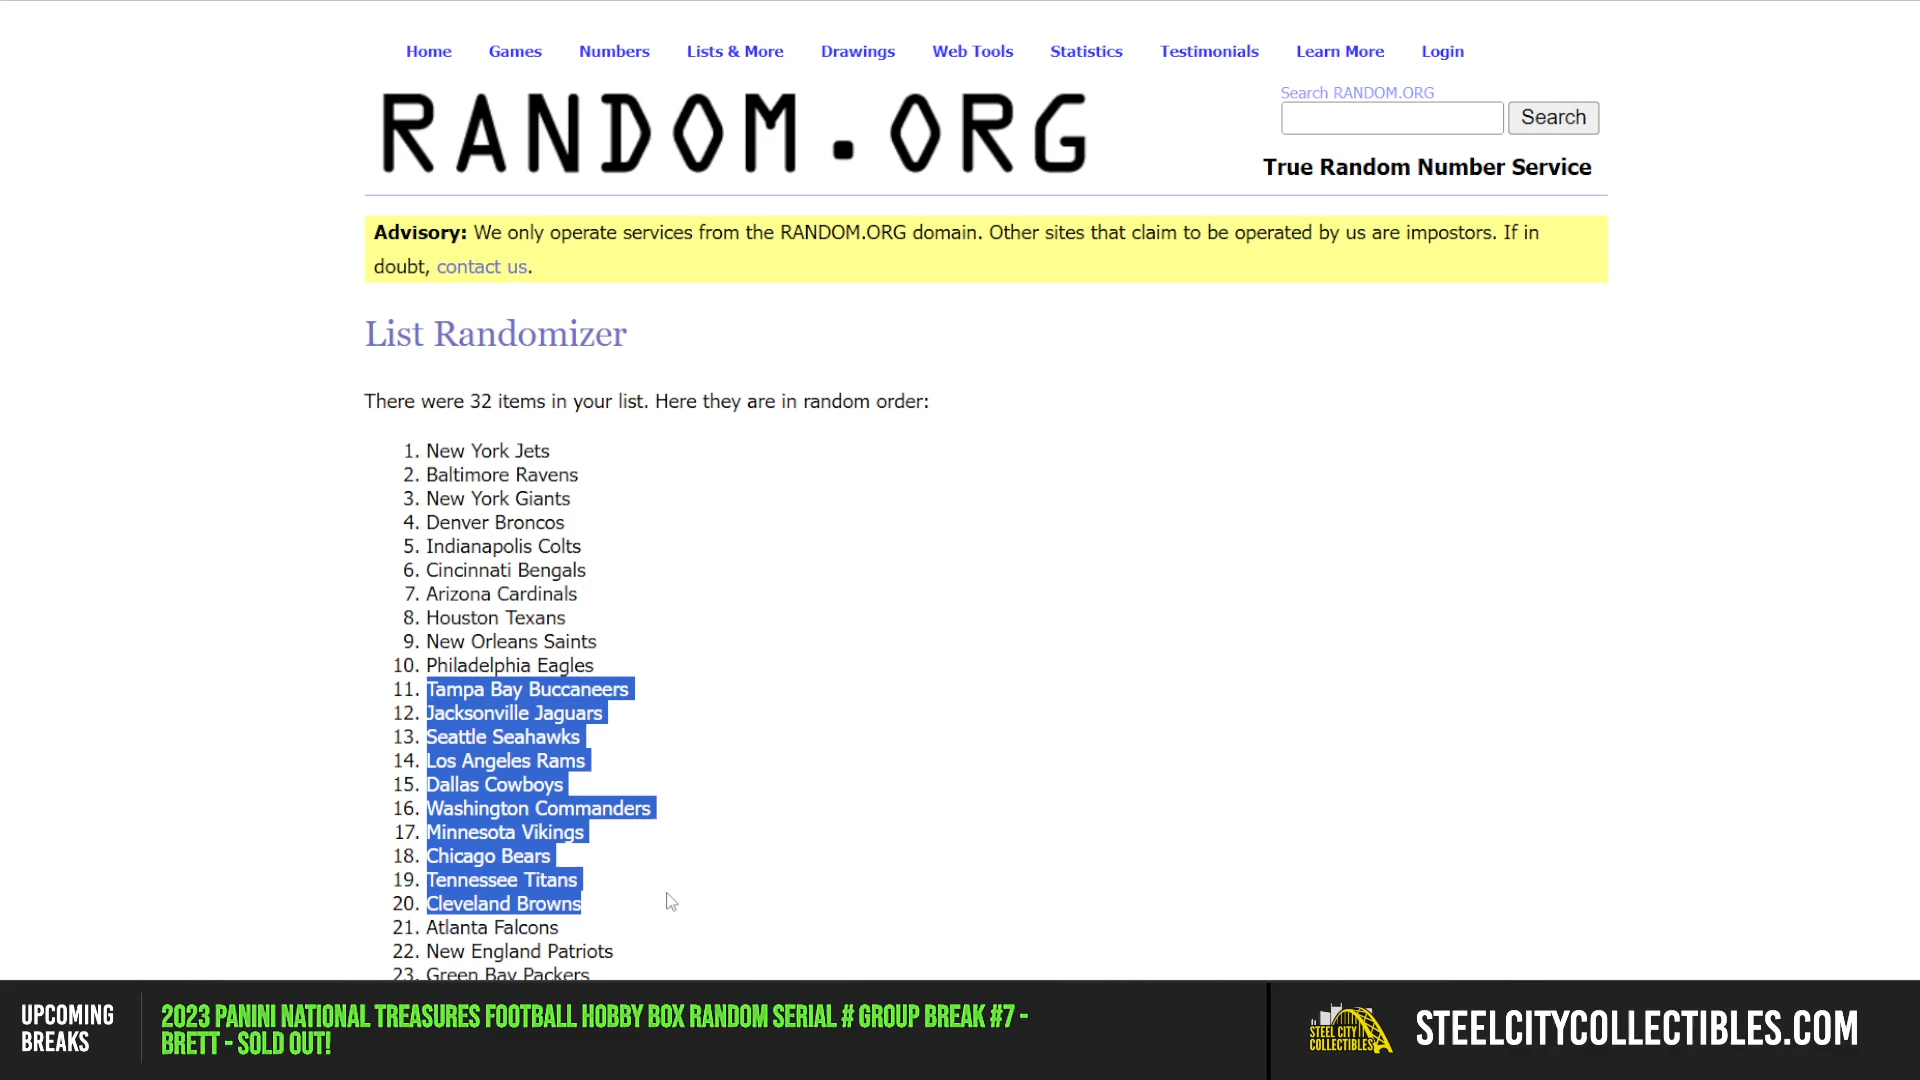 Home Games Numbers Lists & More Drawings Web Tools Statistics Testimonials Learn More Login
RANDOM.ORG
Search RANDOM.ORG
Search
True Random Number Service
Advisory: We only operate services from the RANDOM.ORG domain. Other sites that claim to be operated by us are impostors. If in
doubt, contact us.
List Randomizer
There were 32 items in your list. Here they are in random order:
1. New York Jets
2. Baltimore Ravens
3. New York Giants
4. Denver Broncos
5. Indianapolis Colts
6. Cincinnati Bengals
7. Arizona Cardinals
8. Houston Texans
9. New Orleans Saints
10. Philadelphia Eagles
11. Tampa Bay Buccaneers
12. Jacksonville Jaguars
13. Seattle Seahawks
14. Los Angeles Rams
15. Dallas Cowboys
16. Washington Commanders
17. Minnesota Vikings
18. Chicago Bears
19. Tennessee Titans
20. Cleveland Browns
21. Atlanta Falcons
22. New England Patriots
23. Green Bay Packers
UPCOMING
BREAKS
2023 PANINI NATIONAL TREASURES FOOTBALL HOBBY BOX RANDOM SERIAL # GROUP BREAK #7 -
BRETT - SOLD OUT!
STEEL CITY
COLLECTIBLES
STEELCITYCOLLECTIBLES.COM